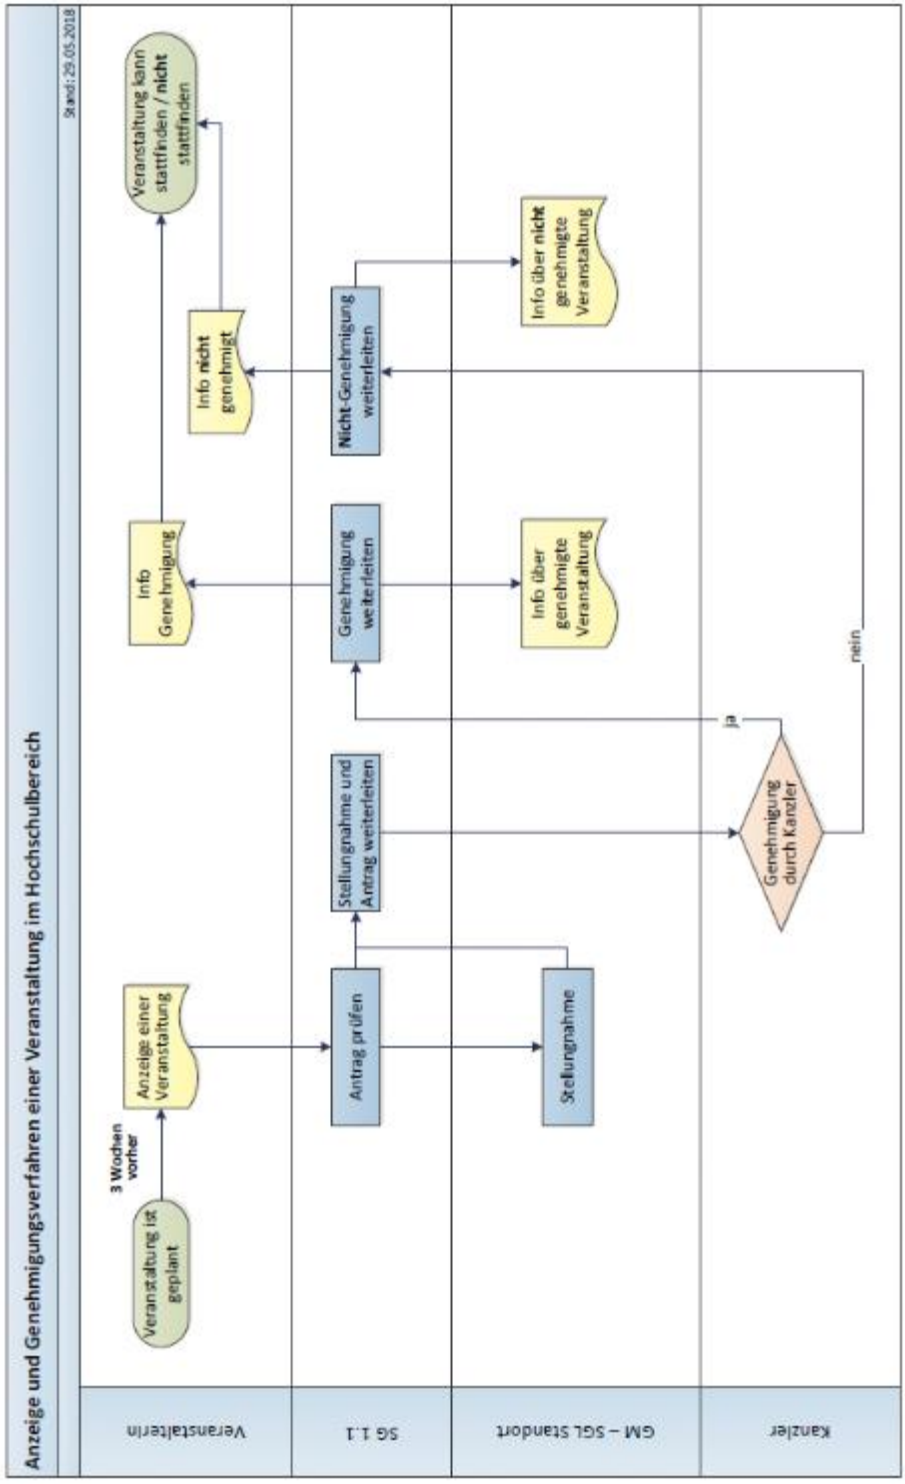 Anzeige und Genehmigungsverfahren einer Veranstaltung im Hochschulbereich
Stand: 29.05.2018
VeranstalterIn
Veranstaltung ist
geplant
3 Wochen
vorher
Anzeige einer
Veranstaltung
Info
Genehmigung
Info nicht
genehmigt
Veranstaltung kann
stattfinden / nicht
stattfinden
SG 1.1
Antrag prüfen
Stellungnahme und
Antrag weiterleiten
Genehmigung
weiterleiten
Nicht-Genehmigung
weiterleiten
GM – SGL Standort
Stellungnahme
Info über
genehmigte
Veranstaltung
Info über nicht
genehmigte
Veranstaltung
Kanzler
Genehmigung
durch Kanzler
ja
nein